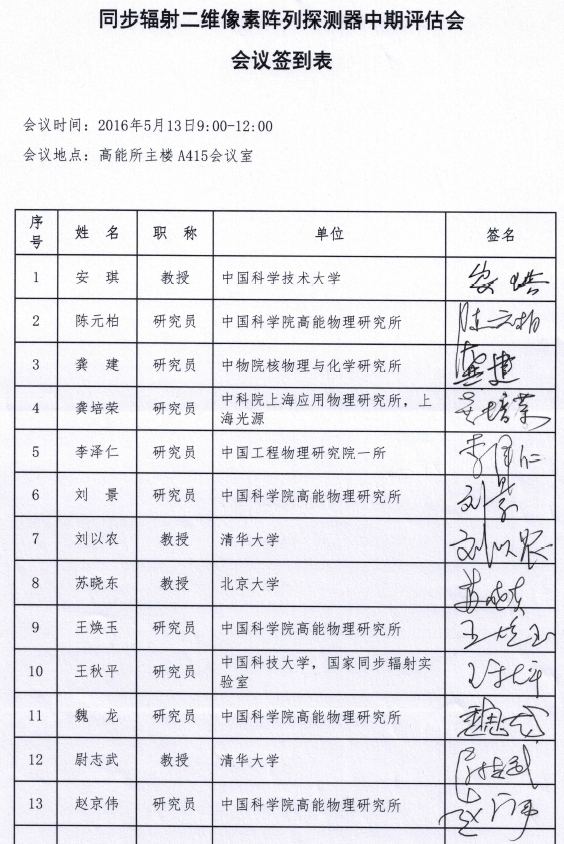 同步辐射二维像素阵列探测器中期评估会
会议签到表
会议时间：2016年5月13日9:00-12:00
会议地点：高能所主楼A415会议室
序号 姓 名 职 称 单位 签名
1 安 琪 教授 中国科学技术大学 安琪
2 陈元柏 研究员 中国科学院高能物理研究所 陈元柏
3 龚 建 研究员 中物院核物理与化学研究所 龚建
4 龚培荣 研究员 中科院上海应用物理研究所，上
海光源 龚培荣
5 李泽仁 研究员 中国工程物理研究院一所 李泽仁
6 刘 景 研究员 中国科学院高能物理研究所 刘景
7 刘以农 教授 清华大学 刘以农
8 苏晓东 教授 北京大学 苏晓东
9 王焕玉 研究员 中国科学院高能物理研究所 王焕玉
10 王秋平 研究员 中国科技大学，国家同步辐射实
验室 王秋平
11 魏 龙 研究员 中国科学院高能物理研究所 魏龙
12 尉志武 教授 清华大学 尉志武
13 赵京伟 研究员 中国科学院高能物理研究所 赵京伟